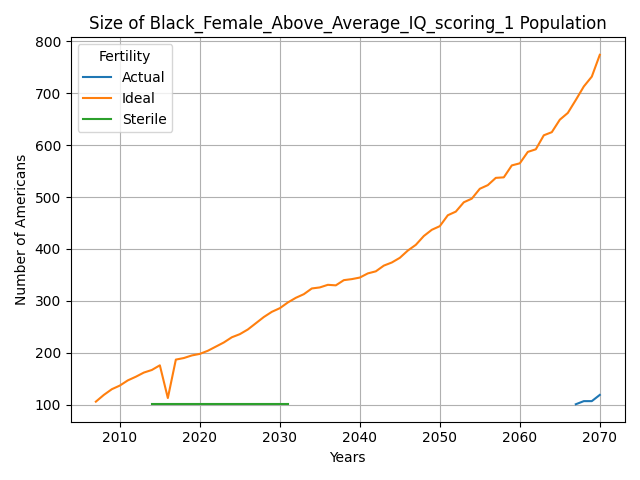 Size of Black_Female_Above_Average_IQ_scoring_1 Population
Fertility
Actual
Ideal
Sterile
Number of Americans
800
700
600
500
400
300
200
100
2010 2020 2030 2040 2050 2060 2070
Years